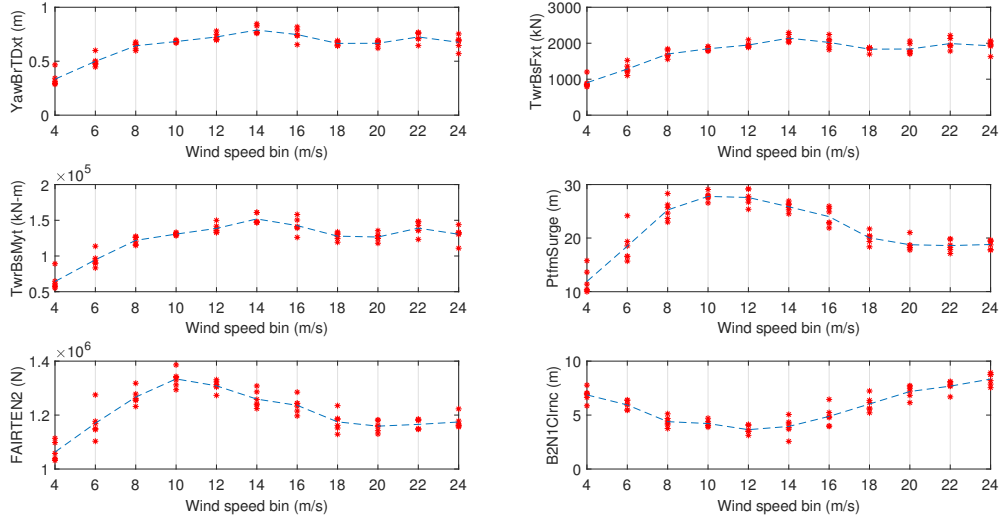 YawBrTDxt (m)
1
0.5
0
4 6 8 10 12 14 16 18 20 22 24
Wind speed bin (m/s)
TwrBsFxt (kN)
3000
2000
1000
0
4 6 8 10 12 14 16 18 20 22 24
Wind speed bin (m/s)
TwrBsMyt (kN-m)
× 10^5
2
1.5
1
0.5
4 6 8 10 12 14 16 18 20 22 24
Wind speed bin (m/s)
PtfmSurge (m)
30
20
10
4 6 8 10 12 14 16 18 20 22 24
Wind speed bin (m/s)
FAIRTEN2 (N)
× 10^6
1.4
1.2
1
4 6 8 10 12 14 16 18 20 22 24
Wind speed bin (m/s)
B2N1Clrnc (m)
10
5
0
4 6 8 10 12 14 16 18 20 22 24
Wind speed bin (m/s)